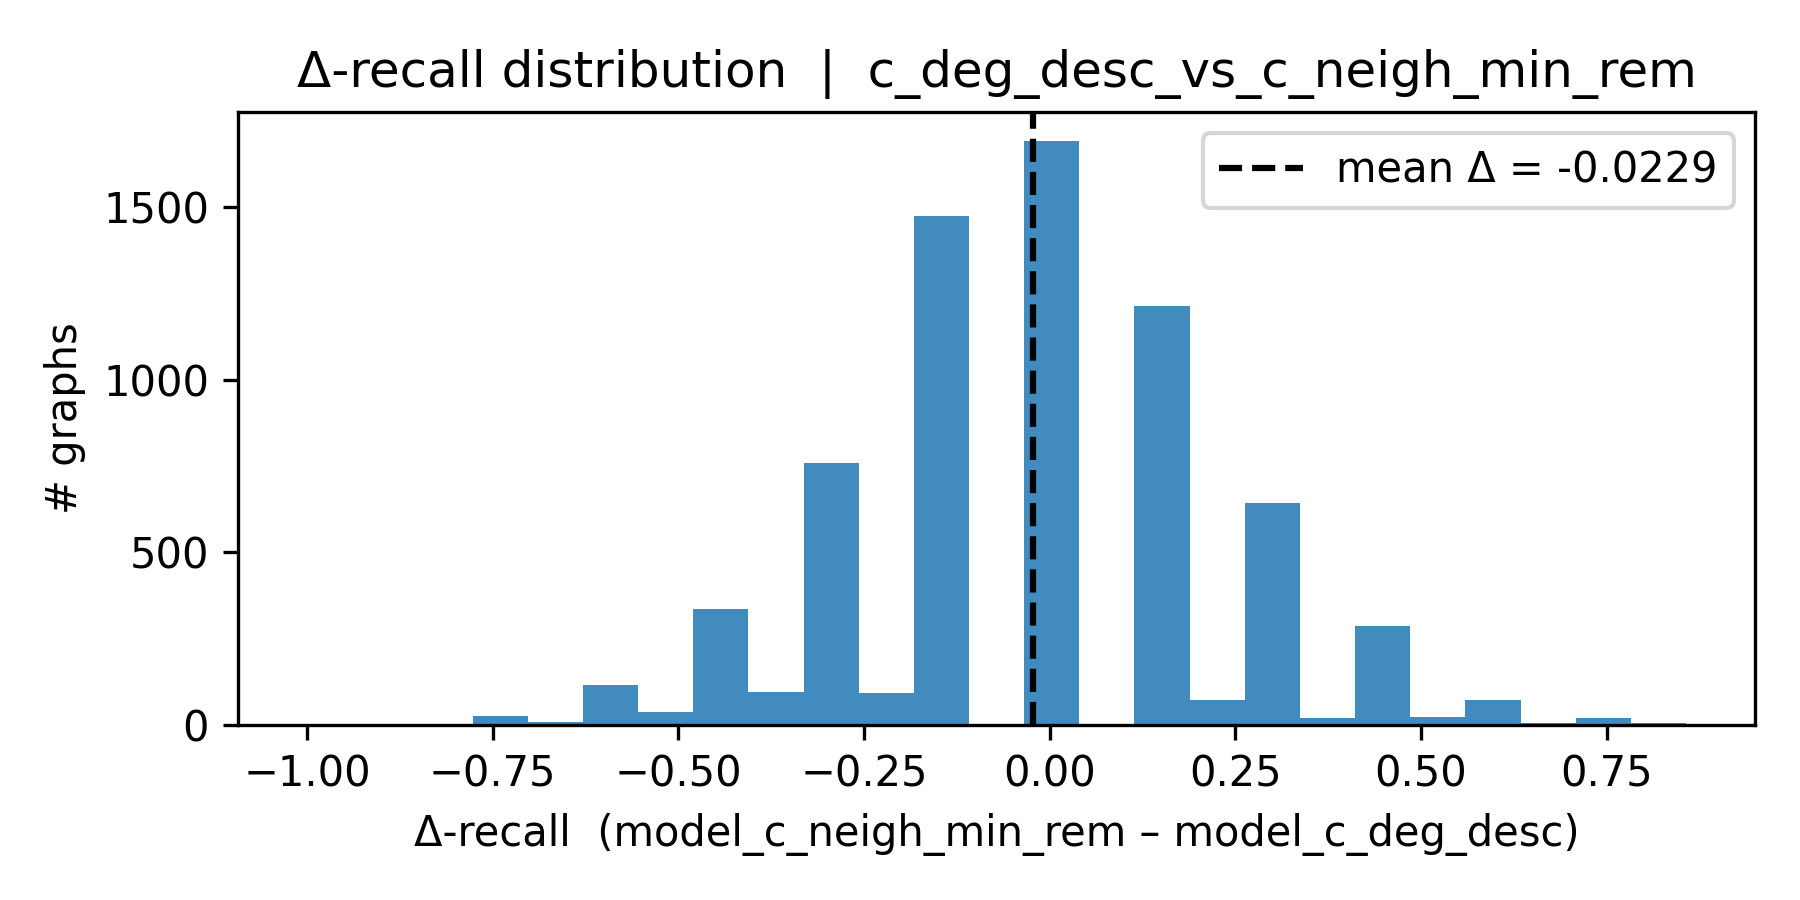 Δ-recall distribution | c_deg_desc_vs_c_neigh_min_rem
mean Δ = -0.0229
# graphs
1500
1000
500
0
−1.00 −0.75 −0.50 −0.25 0.00 0.25 0.50 0.75
Δ-recall (model_c_neigh_min_rem – model_c_deg_desc)